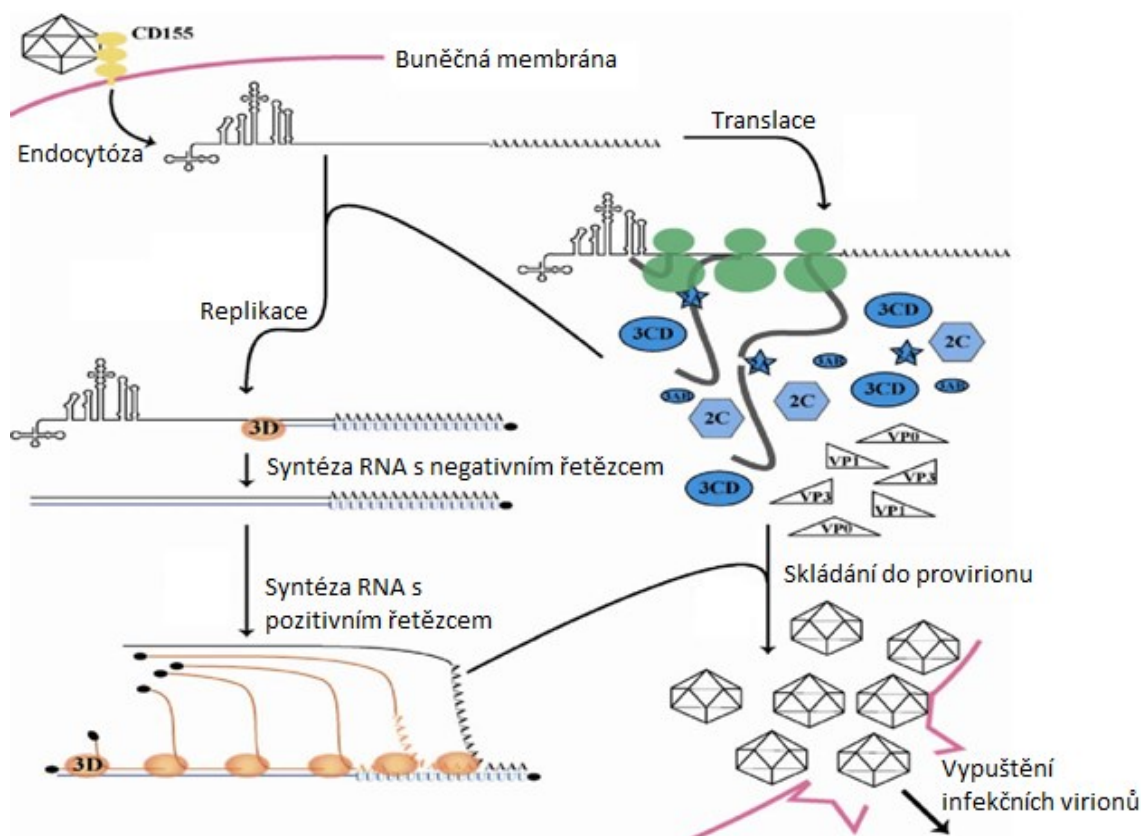 CD155
Buněčná membrána
Translace
Endocytóza
Replikace
3CD
3CD
2C
3AB
2A
2C
3CD
3AB
3AB
2C
3D
Syntéza RNA s negativním řetězcem
3CD
VP0
VP1
VP3
VP3
VP1
VP0
Syntéza RNA s
pozitivním řetězcem
Skládání do provirionu
3D
Vypuštění
infekčních virionů